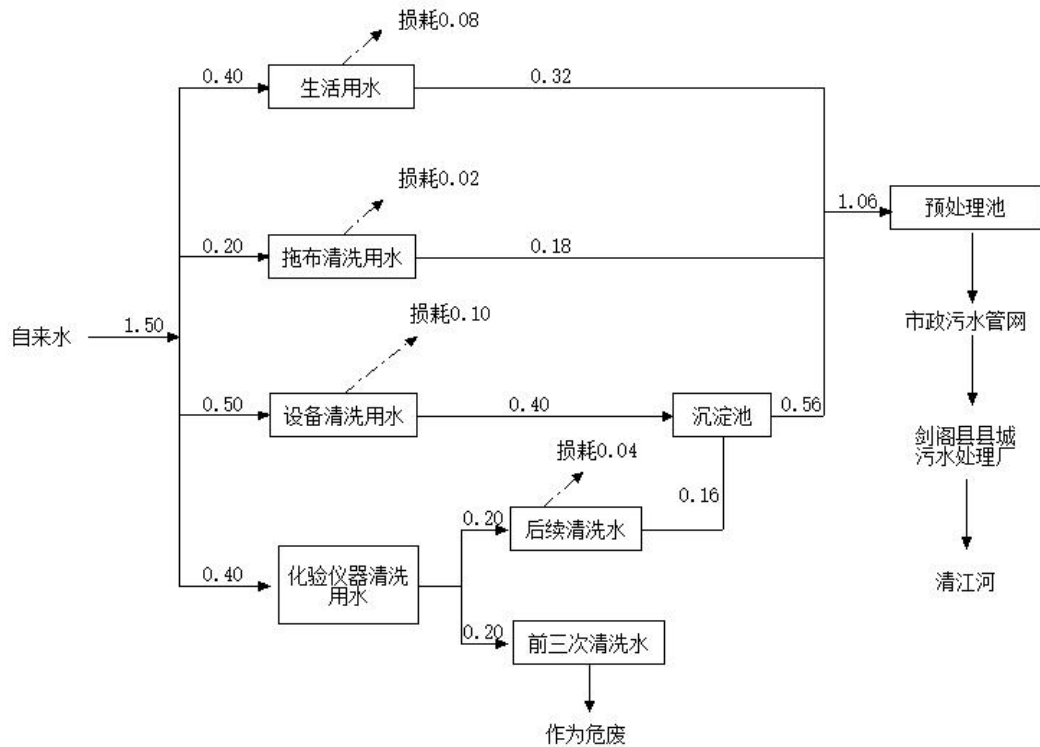 损耗0.08
0.40
生活用水
0.32
损耗0.02
1.06
预处理池
0.20
拖布清洗用水
0.18
自来水
1.50
损耗0.10
市政污水管网
0.50
设备清洗用水
0.40
沉淀池
0.56
剑阁县县城
污水处理厂
损耗0.04
0.16
0.20
后续清洗水
0.40
化验仪器清洗
用水
清江河
0.20
前三次清洗水
作为危废